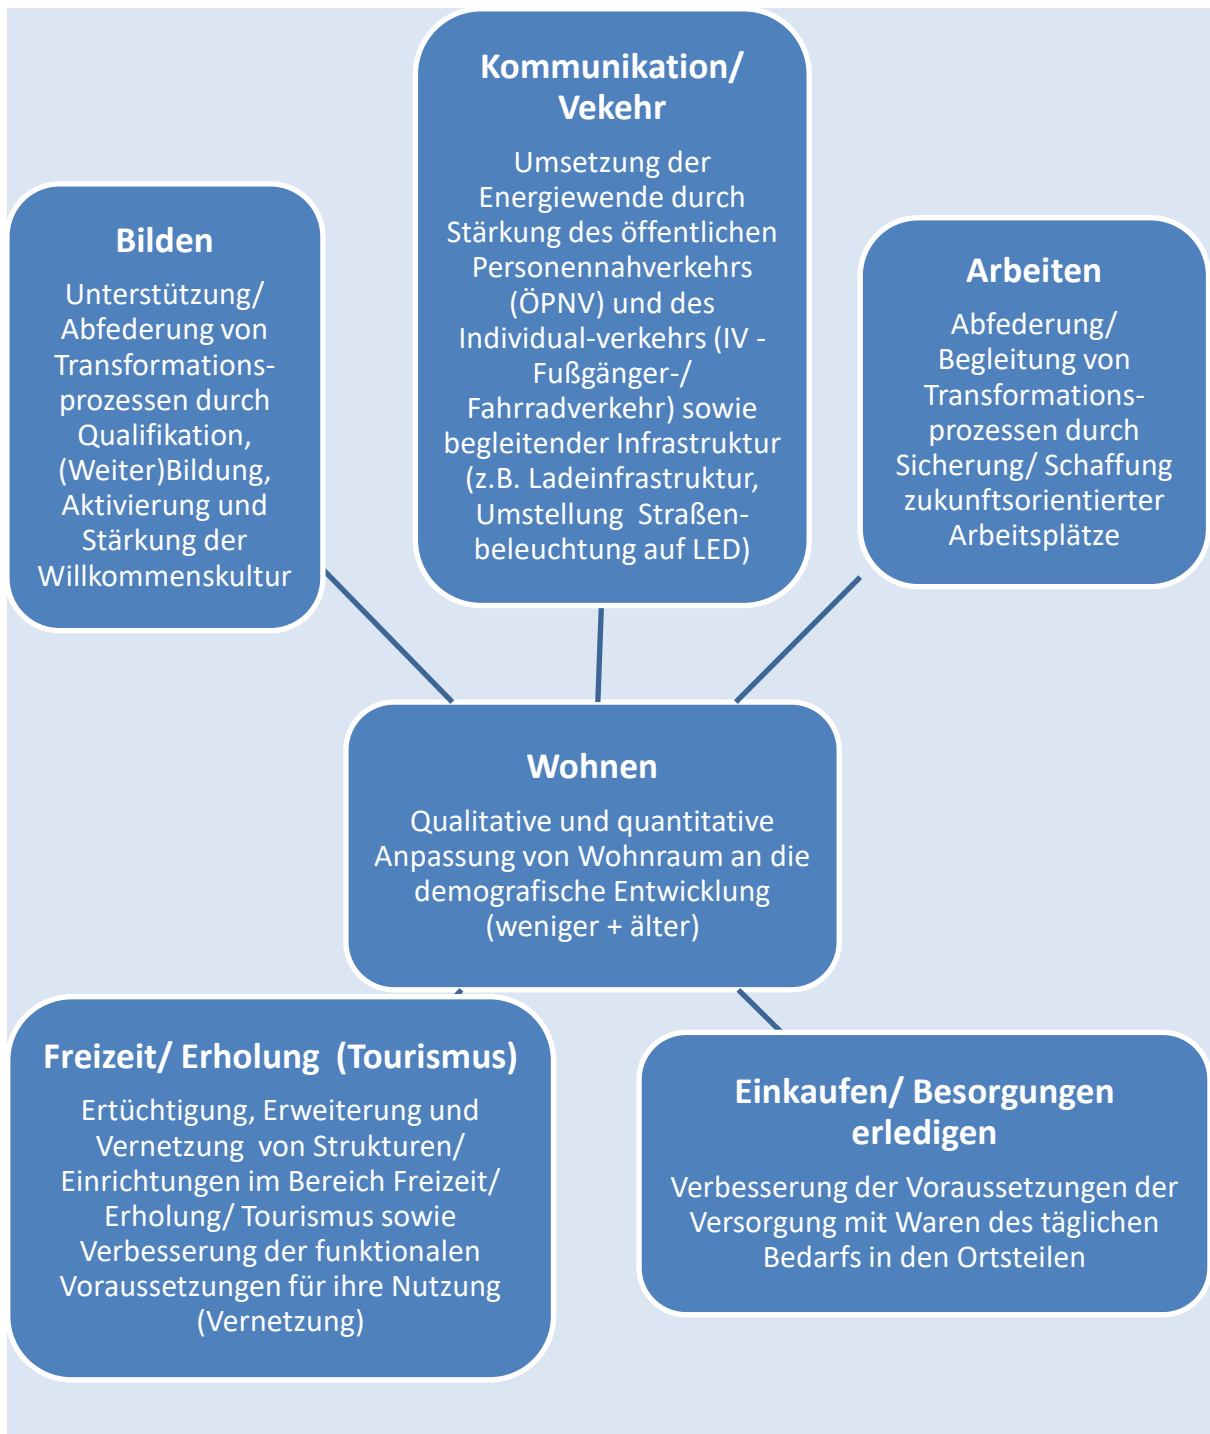 Kommunikation/
Vekehr
Umsetzung der
Energiewende durch
Stärkung des öffentlichen
Personennahverkehrs
(ÖPNV) und des
Individual-verkehrs (IV -
Fußgänger-/
Fahrradverkehr) sowie
begleitender Infrastruktur
(z.B. Ladeinfrastruktur,
Umstellung  Straßen-
beleuchtung auf LED)
Bilden
Unterstützung/
Abfederung von
Transformations-
prozessen durch
Qualifikation,
(Weiter)Bildung,
Aktivierung und
Stärkung der
Willkommenskultur
Arbeiten
Abfederung/
Begleitung von
Transformations-
prozessen durch
Sicherung/ Schaffung
zukunftsorientierter
Arbeitsplätze
Wohnen
Qualitative und quantitative
Anpassung von Wohnraum an die
demografische Entwicklung
(weniger + älter)
Freizeit/ Erholung  (Tourismus)
Ertüchtigung, Erweiterung und
Vernetzung  von Strukturen/
Einrichtungen im Bereich Freizeit/
Erholung/ Tourismus sowie
Verbesserung der funktionalen
Voraussetzungen für ihre Nutzung
(Vernetzung)
Einkaufen/ Besorgungen
erledigen
Verbesserung der Voraussetzungen der
Versorgung mit Waren des täglichen
Bedarfs in den Ortsteilen